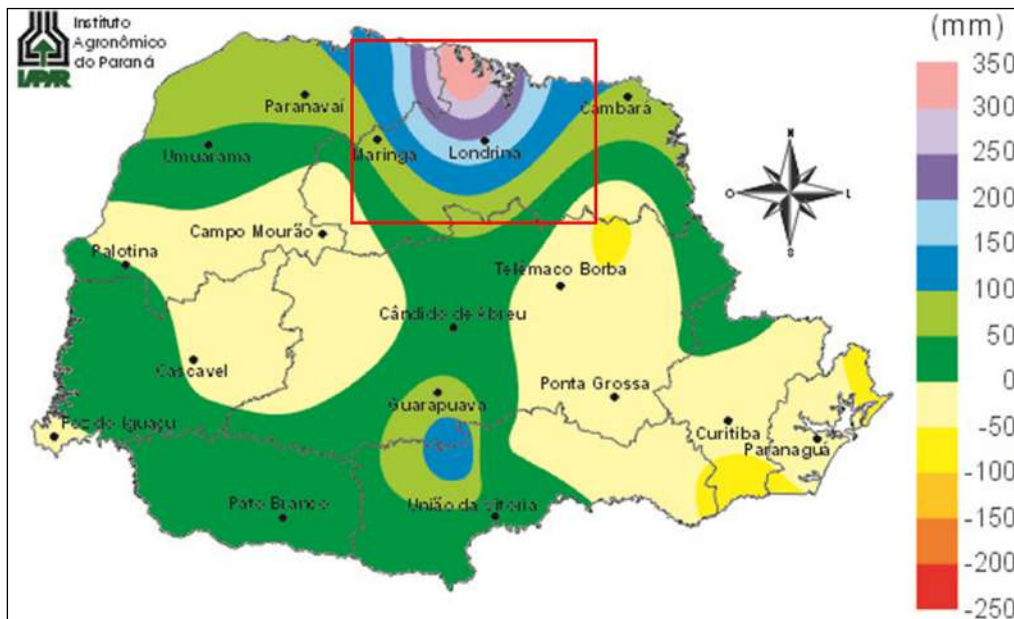 Instituto
Agronômico
do Paraná
IAPAR
(mm)
350
300
250
200
150
100
50
0
-50
-100
-150
-200
-250
N
O
L
S
Paranavaí
Cambará
Maringa
Londrina
Umuarama
Campo Mourão
Palotina
Telêmaco Borba
Cândido de Abreu
Cascavel
Ponta Grossa
Guarapuava
Foz do Iguaçu
Curitiba
Paranaguá
Pato Branco
União da vitoria